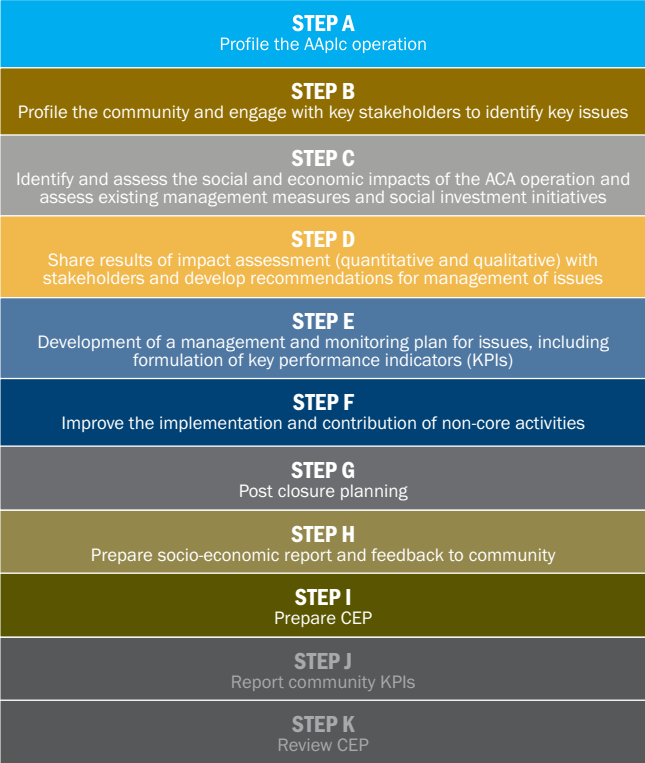 STEP A
Profile the AAplc operation
STEP B
Profile the community and engage with key stakeholders to identify key issues
STEP C
Identify and assess the social and economic impacts of the ACA operation and
assess existing management measures and social investment initiatives
STEP D
Share results of impact assessment (quantitative and qualitative) with
stakeholders and develop recommendations for management of issues
STEP E
Development of a management and monitoring plan for issues, including
formulation of key performance indicators (KPIs)
STEP F
Improve the implementation and contribution of non-core activities
STEP G
Post closure planning
STEP H
Prepare socio-economic report and feedback to community
STEP I
Prepare CEP
STEP J
Report community KPIs
STEP K
Review CEP